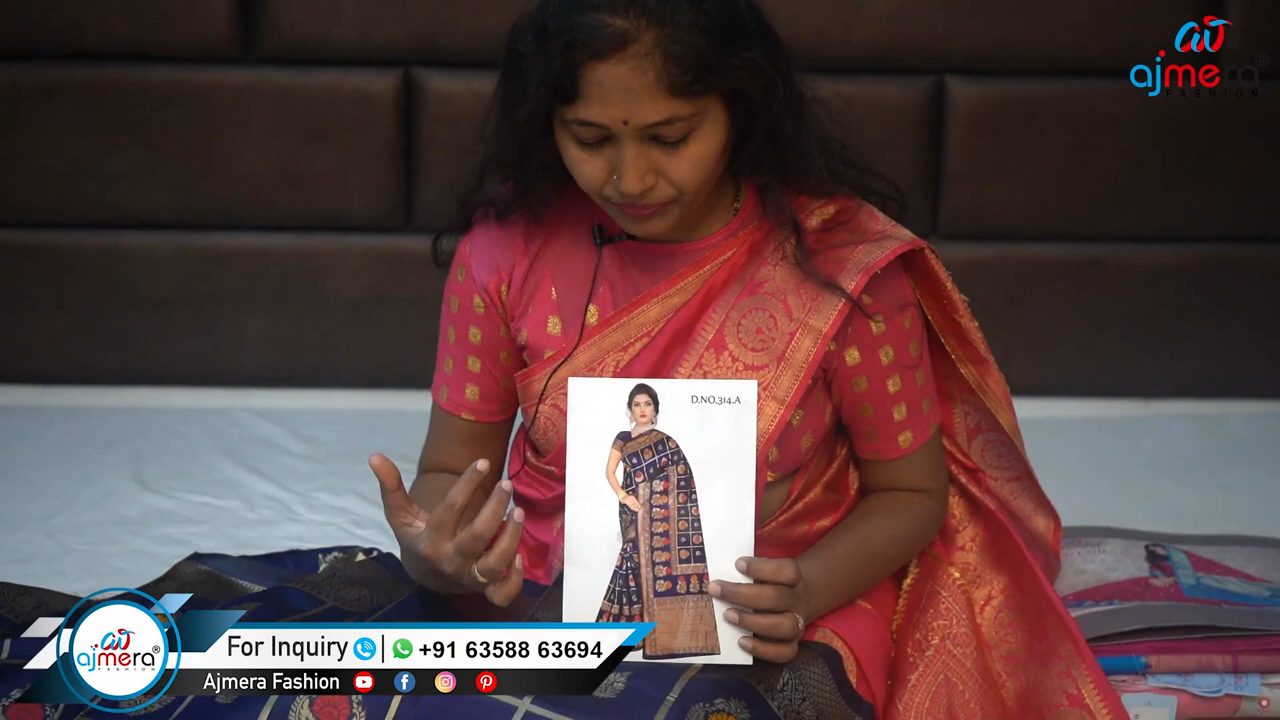 ajmera®
FASHION
D.NO.314.A
For Inquiry
+91 63588 63694
ajmera®
FASHION
Ajmera Fashion